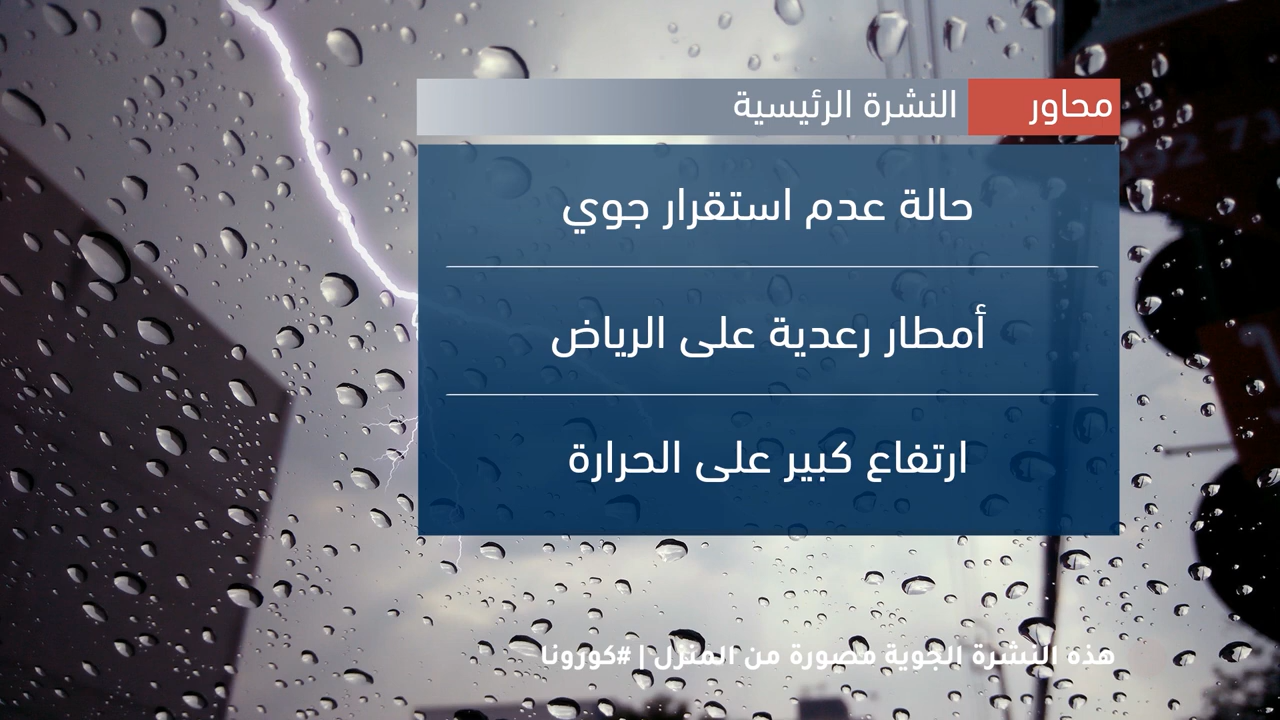 محاور النشرة الرئيسية
حالة عدم استقرار جوي
أمطار رعدية على الرياض
ارتفاع كبير على الحرارة
هذه النشرة الجوية مصورة من المنزل | #كورونا